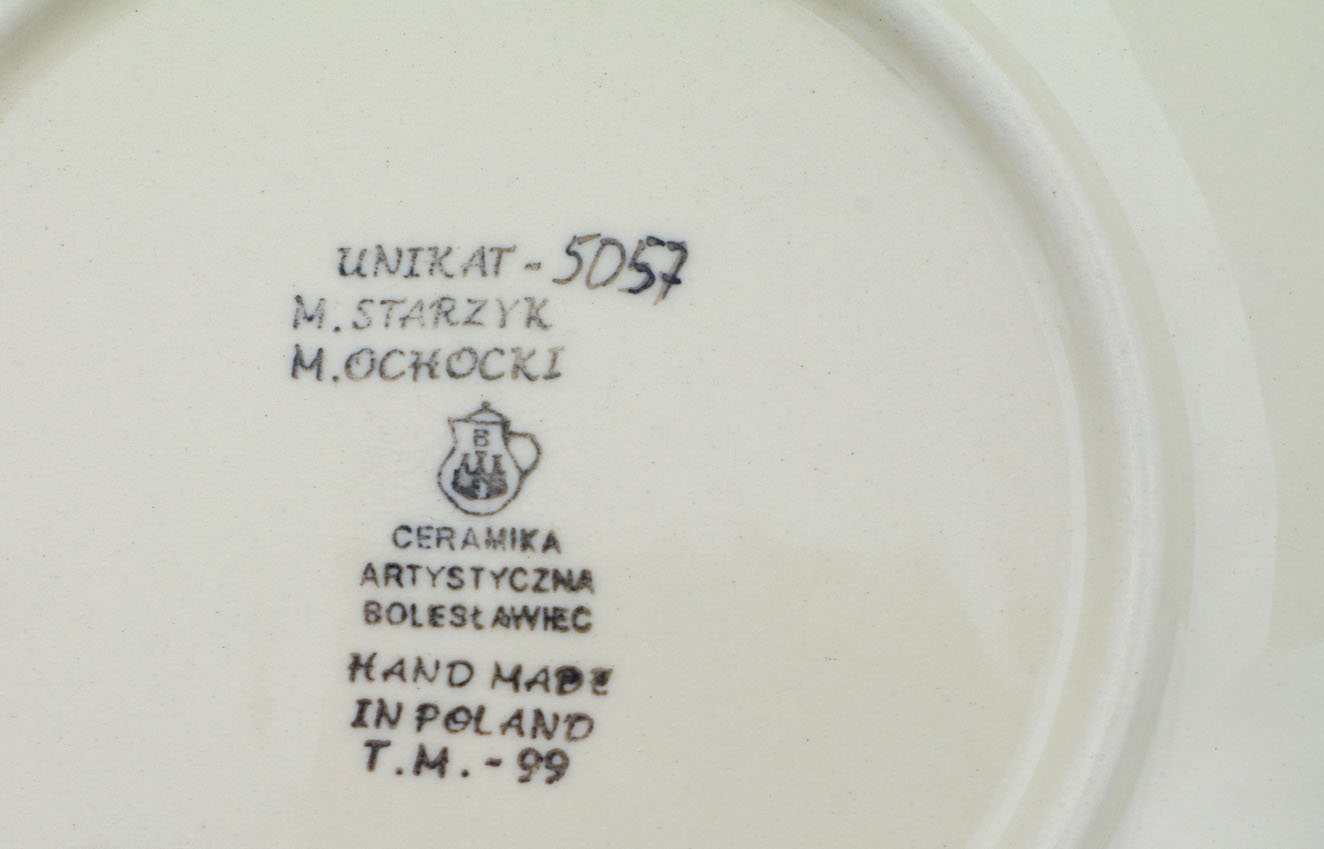 UNIKAT - 5057
M. STARZYK
M. OCHOCKI
B
CERAMIKA
ARTYSTYCZNA
BOLESŁAWIEC
HAND MADE
IN POLAND
T.M. - 99